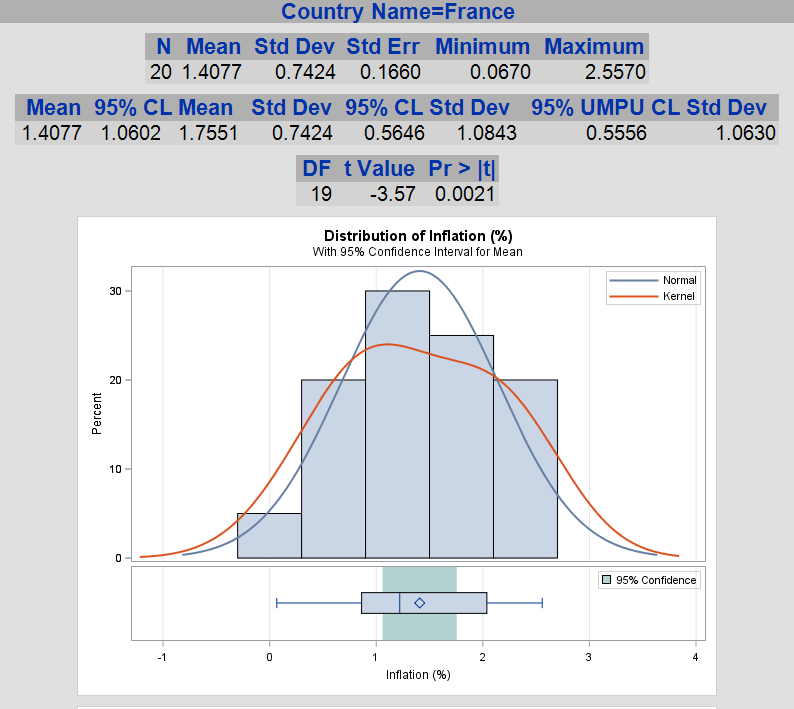 Country Name=France
N Mean Std Dev Std Err Minimum Maximum
20 1.4077 0.7424 0.1660 0.0670 2.5570
Mean 95% CL Mean Std Dev 95% CL Std Dev 95% UMPU CL Std Dev
1.4077 1.0602 1.7551 0.7424 0.5646 1.0843 0.5556 1.0630
DF t Value Pr > |t|
19 -3.57 0.0021
Distribution of Inflation (%)
With 95% Confidence Interval for Mean
Normal
Kernel
30
20
10
0
Percent
95% Confidence
-1 0 1 2 3 4
Inflation (%)